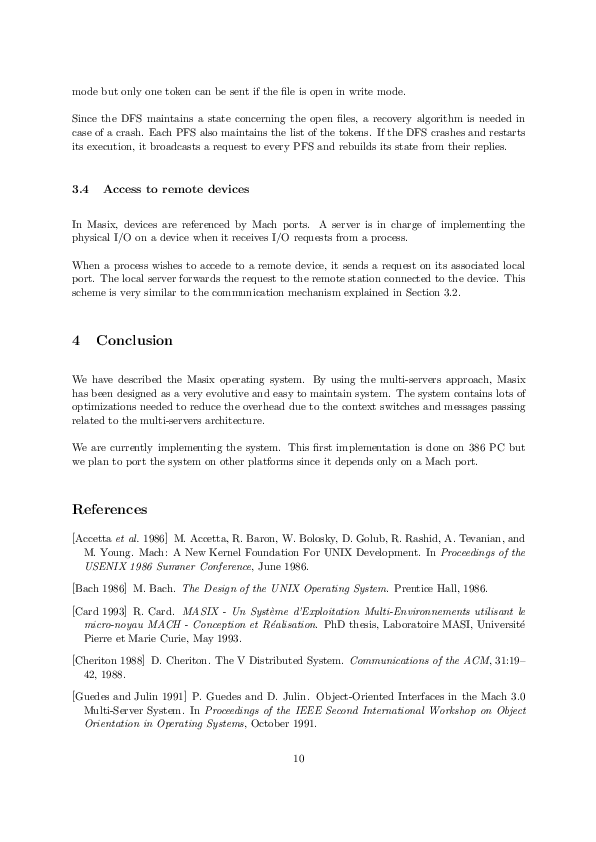 mode but only one token can be sent if the file is open in write mode.
Since the DFS maintains a state concerning the open files, a recovery algorithm is needed in
case of a crash. Each PFS also maintains the list of the tokens. If the DFS crashes and restarts
its execution, it broadcasts a request to every PFS and rebuilds its state from their replies.
3.4 Access to remote devices
In Masix, devices are referenced by Mach ports. A server is in charge of implementing the
physical I/O on a device when it receives I/O requests from a process.
When a process wishes to accede to a remote device, it sends a request on its associated local
port. The local server forwards the request to the remote station connected to the device. This
scheme is very similar to the communication mechanism explained in Section 3.2.
4 Conclusion
We have described the Masix operating system. By using the multi-servers approach, Masix
has been designed as a very evolutive and easy to maintain system. The system contains lots of
optimizations needed to reduce the overhead due to the context switches and messages passing
related to the multi-servers architecture.
We are currently implementing the system. This first implementation is done on 386 PC but
we plan to port the system on other platforms since it depends only on a Mach port.
References
[Accetta et al. 1986] M. Accetta, R. Baron, W. Bolosky, D. Golub, R. Rashid, A. Tevanian, and
M. Young. Mach: A New Kernel Foundation For UNIX Development. In Proceedings of the
USENIX 1986 Summer Conference, June 1986.
[Bach 1986] M. Bach. The Design of the UNIX Operating System. Prentice Hall, 1986.
[Card 1993] R. Card. MASIX - Un Système d'Exploitation Multi-Environnements utilisant le
micro-noyau MACH - Conception et Réalisation. PhD thesis, Laboratoire MASI, Université
Pierre et Marie Curie, May 1993.
[Cheriton 1988] D. Cheriton. The V Distributed System. Communications of the ACM, 31:19–
42, 1988.
[Guedes and Julin 1991] P. Guedes and D. Julin. Object-Oriented Interfaces in the Mach 3.0
Multi-Server System. In Proceedings of the IEEE Second International Workshop on Object
Orientation in Operating Systems, October 1991.
10